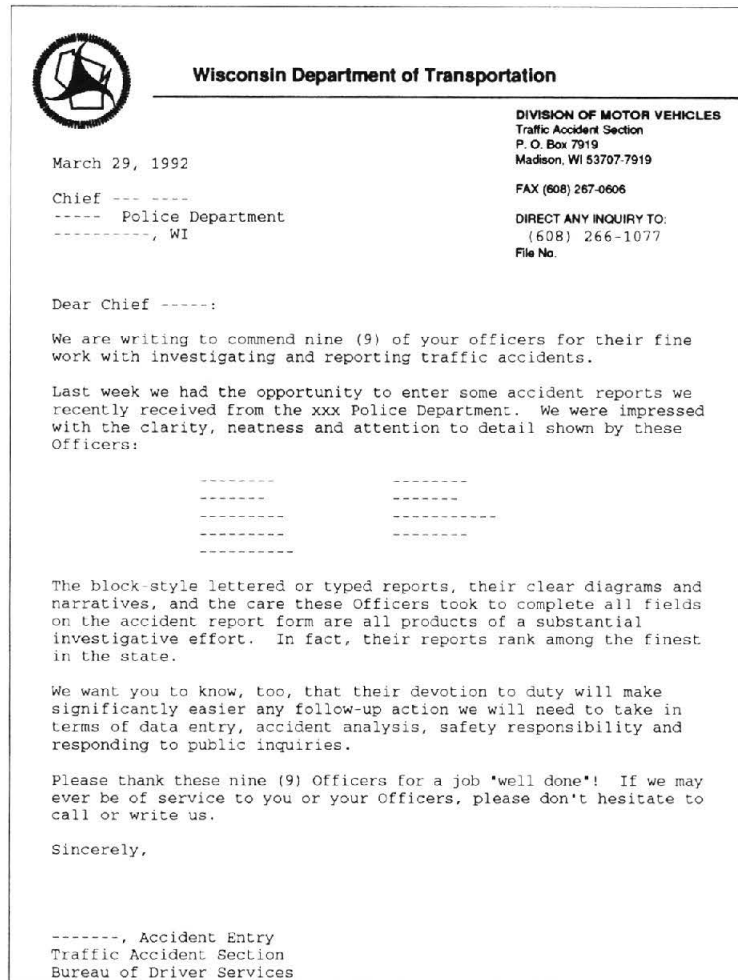 Wisconsin Department of Transportation
DIVISION OF MOTOR VEHICLES
Traffic Accident Section
P. O. Box 7919
Madison, WI 53707-7919
FAX (608) 267-0606
DIRECT ANY INQUIRY TO:
(608) 266-1077
File No.
March 29, 1992
Chief --- ----
----- Police Department
----------, WI
Dear Chief -----:
We are writing to commend nine (9) of your officers for their fine
work with investigating and reporting traffic accidents.
Last week we had the opportunity to enter some accident reports we
recently received from the xxx Police Department. We were impressed
with the clarity, neatness and attention to detail shown by these
Officers:
-------- --------
------- -------
--------- -----------
--------- --------
----------
The block-style lettered or typed reports, their clear diagrams and
narratives, and the care these Officers took to complete all fields
on the accident report form are all products of a substantial
investigative effort. In fact, their reports rank among the finest
in the state.
We want you to know, too, that their devotion to duty will make
significantly easier any follow-up action we will need to take in
terms of data entry, accident analysis, safety responsibility and
responding to public inquiries.
Please thank these nine (9) Officers for a job "well done"! If we may
ever be of service to you or your Officers, please don't hesitate to
call or write us.
Sincerely,
-------, Accident Entry
Traffic Accident Section
Bureau of Driver Services